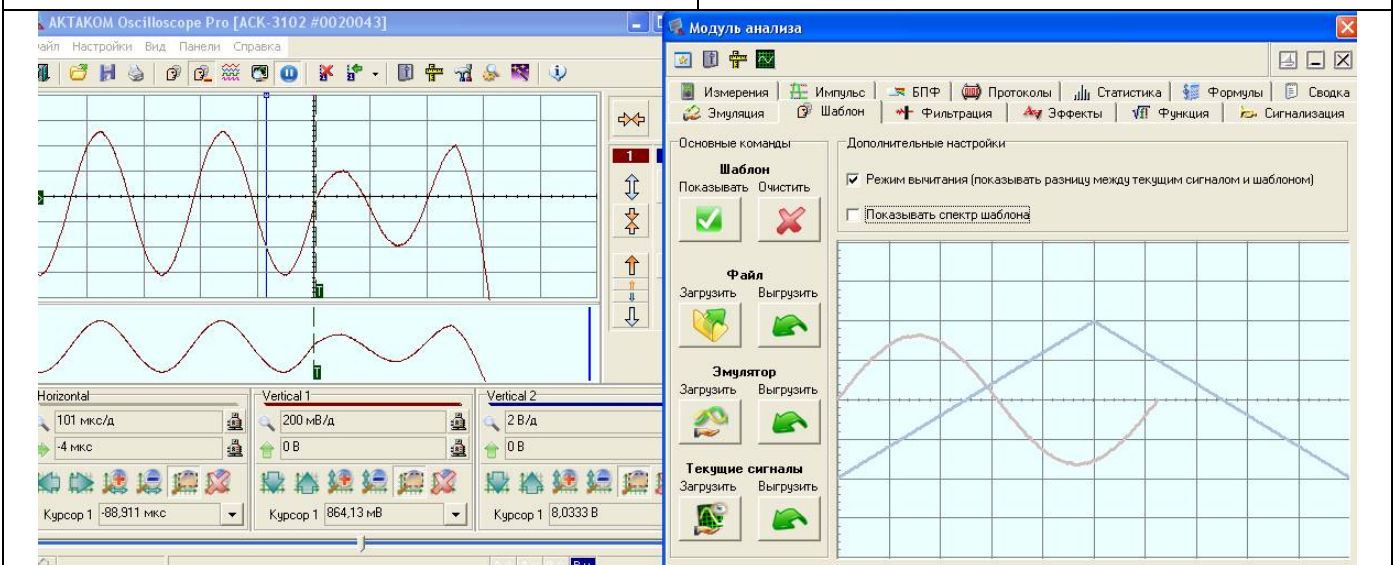 AKTAKOM Oscilloscope Pro [АСК-3102 #0020043]
Настройки Вид Панели Справка
1
T
T
Horizontal
101 мкс/д
-4 мкс
Курсор 1 -88,911 мкс
Vertical 1
200 мВ/д
0 В
Курсор 1 864,13 мВ
Vertical 2
2 В/д
0 В
Курсор 1 8,0333 В
Модуль анализа
Измерения Импульс БПФ Протоколы Статистика Формулы Сводка
Эмуляция Шаблон Фильтрация Эффекты Функция Сигнализация
Основные команды
Шаблон
Показывать Очистить
Файл
Загрузить Выгрузить
Эмулятор
Загрузить Выгрузить
Текущие сигналы
Загрузить Выгрузить
Дополнительные настройки
Режим вычитания (показывать разницу между текущим сигналом и шаблоном)
Показывать спектр шаблона